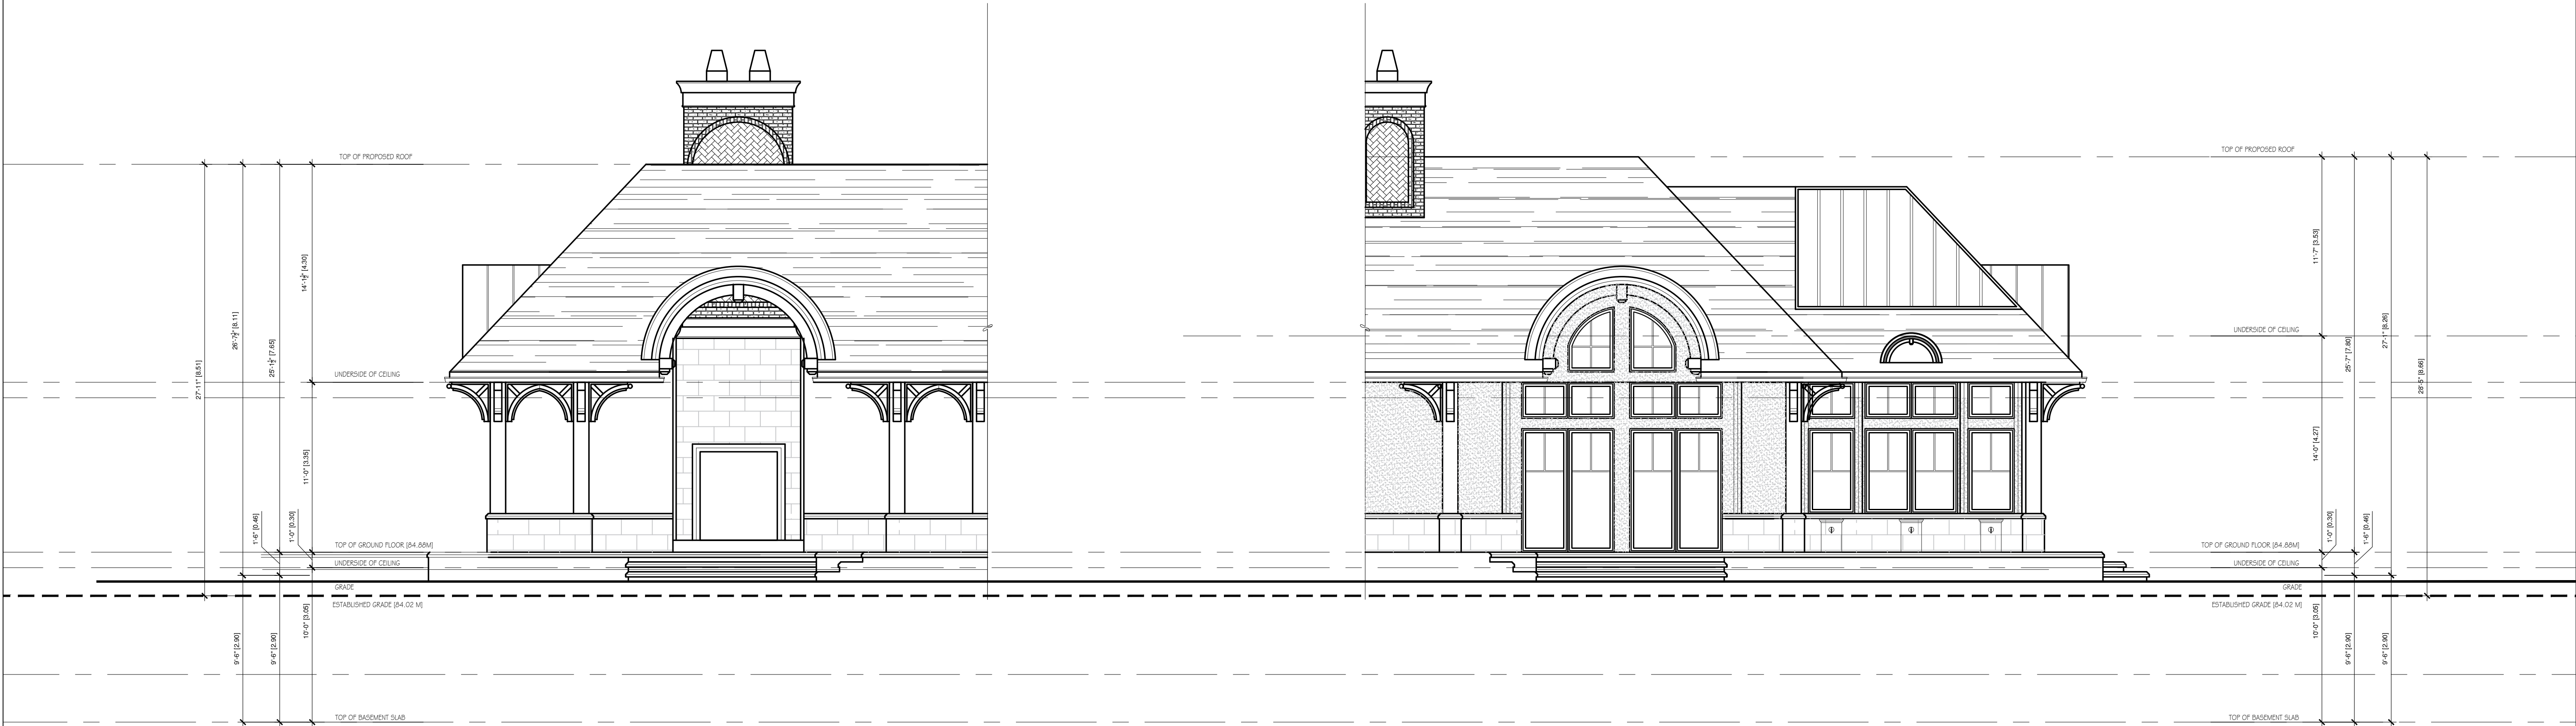 TOP OF PROPOSED ROOF
UNDERSIDE OF CEILING
TOP OF GROUND FLOOR [84.88M]
UNDERSIDE OF CEILING
GRADE
ESTABLISHED GRADE [84.02 M]
TOP OF BASEMENT SLAB
27'-11" [8.51]
26'-7½" [8.11]
25'-1½" [7.65]
14'-1½" [4.30]
11'-0" [3.35]
1'-6" [0.46]
1'-0" [0.30]
10'-0" [3.05]
9'-6" [2.90]
9'-6" [2.90]
TOP OF PROPOSED ROOF
UNDERSIDE OF CEILING
TOP OF GROUND FLOOR [84.88M]
UNDERSIDE OF CEILING
GRADE
ESTABLISHED GRADE [84.02 M]
TOP OF BASEMENT SLAB
11'-7" [3.53]
14'-0" [4.27]
25'-7" [7.80]
27'-1" [8.26]
28'-5" [8.66]
1'-0" [0.30]
1'-6" [0.46]
10'-0" [3.05]
9'-6" [2.90]
9'-6" [2.90]